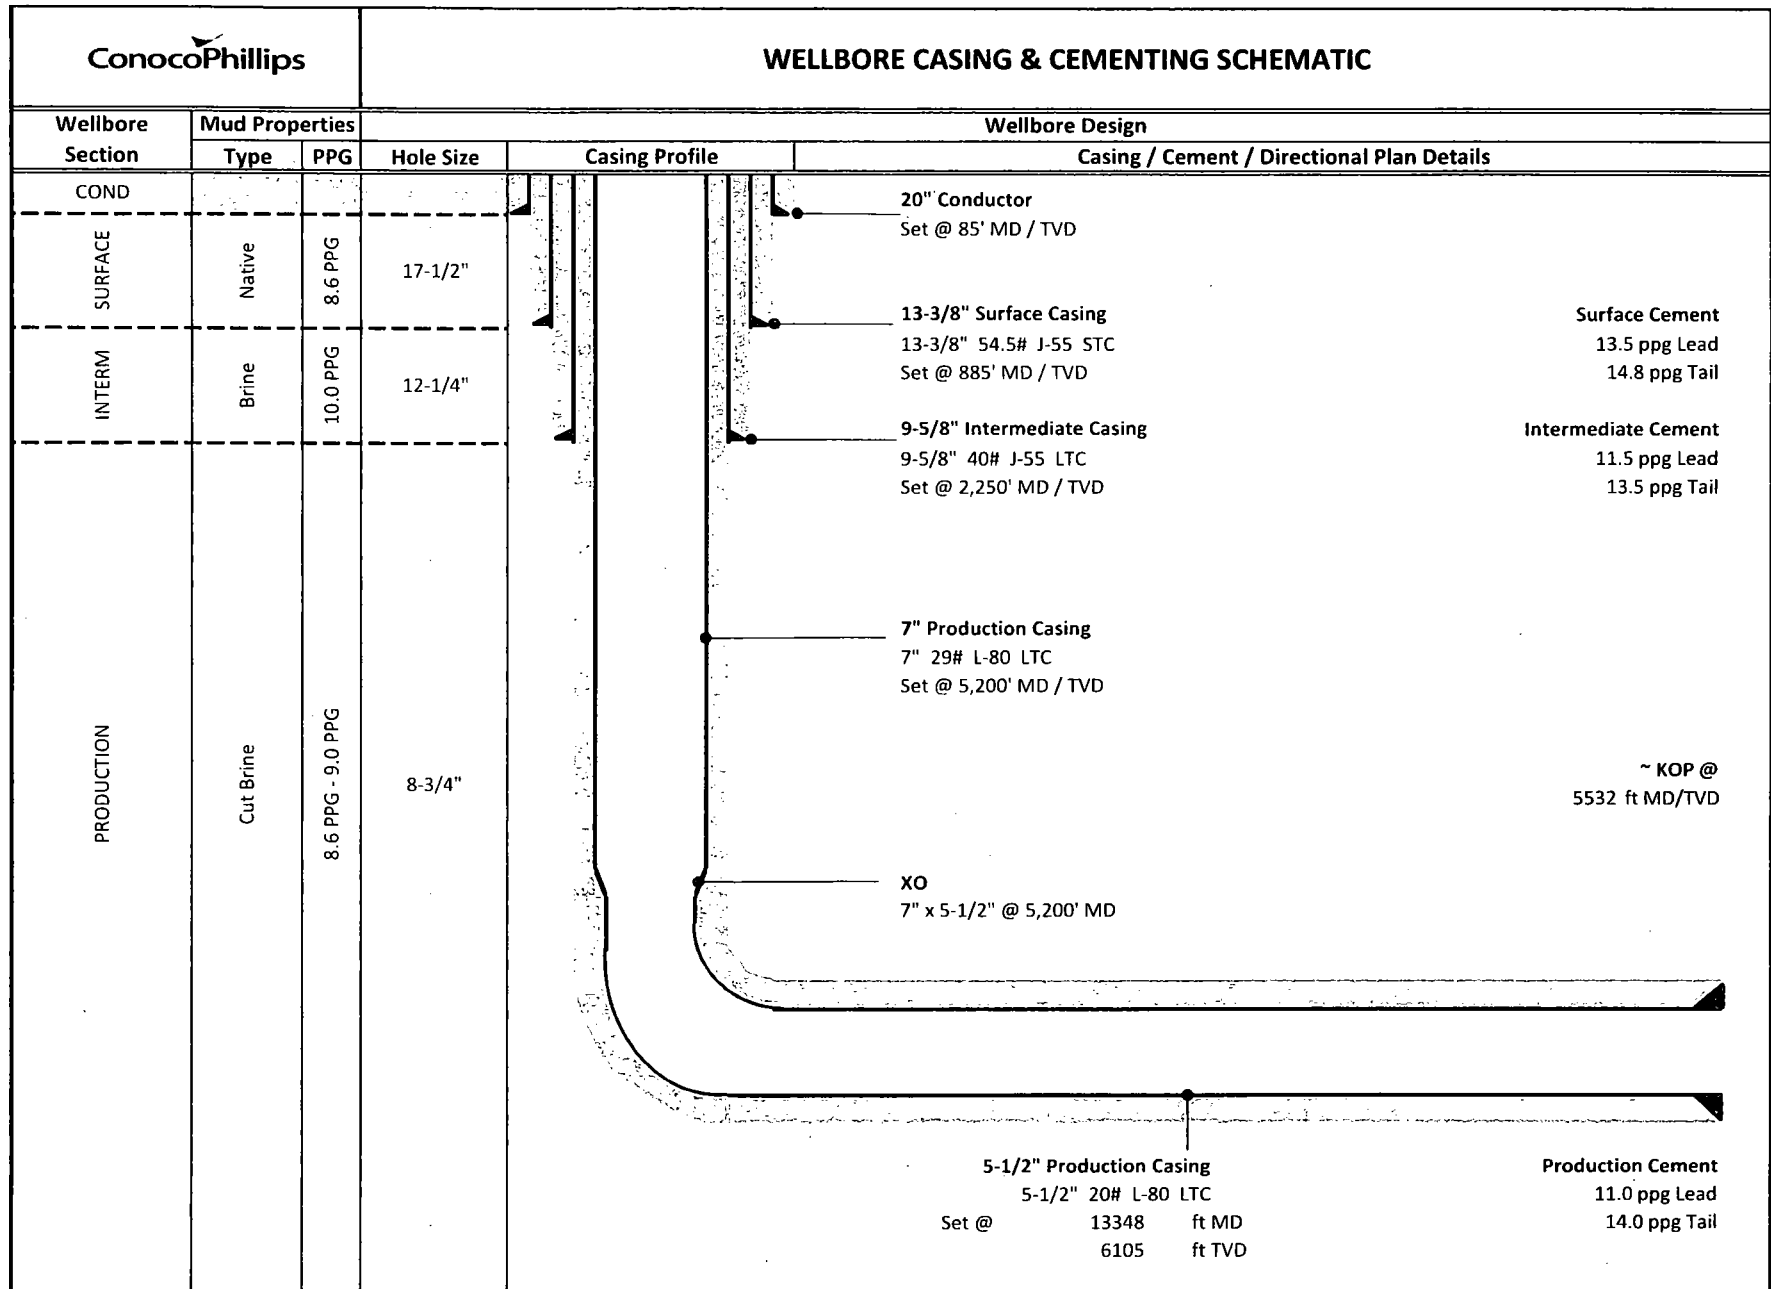 ConocoPhillips
WELLBORE CASING & CEMENTING SCHEMATIC
Wellbore Section
Mud Properties
Wellbore Design
Type
PPG
Hole Size
Casing Profile
Casing / Cement / Directional Plan Details
COND
20" Conductor
Set @ 85' MD / TVD
SURFACE
Native
8.6 PPG
17-1/2"
13-3/8" Surface Casing
13-3/8" 54.5# J-55 STC
Set @ 885' MD / TVD
Surface Cement
13.5 ppg Lead
14.8 ppg Tail
INTERM
Brine
10.0 PPG
12-1/4"
9-5/8" Intermediate Casing
9-5/8" 40# J-55 LTC
Set @ 2,250' MD / TVD
Intermediate Cement
11.5 ppg Lead
13.5 ppg Tail
7" Production Casing
7" 29# L-80 LTC
Set @ 5,200' MD / TVD
PRODUCTION
Cut Brine
8.6 PPG - 9.0 PPG
8-3/4"
~ KOP @
5532 ft MD/TVD
XO
7" x 5-1/2" @ 5,200' MD
5-1/2" Production Casing
5-1/2" 20# L-80 LTC
Set @ 13348 ft MD
6105 ft TVD
Production Cement
11.0 ppg Lead
14.0 ppg Tail